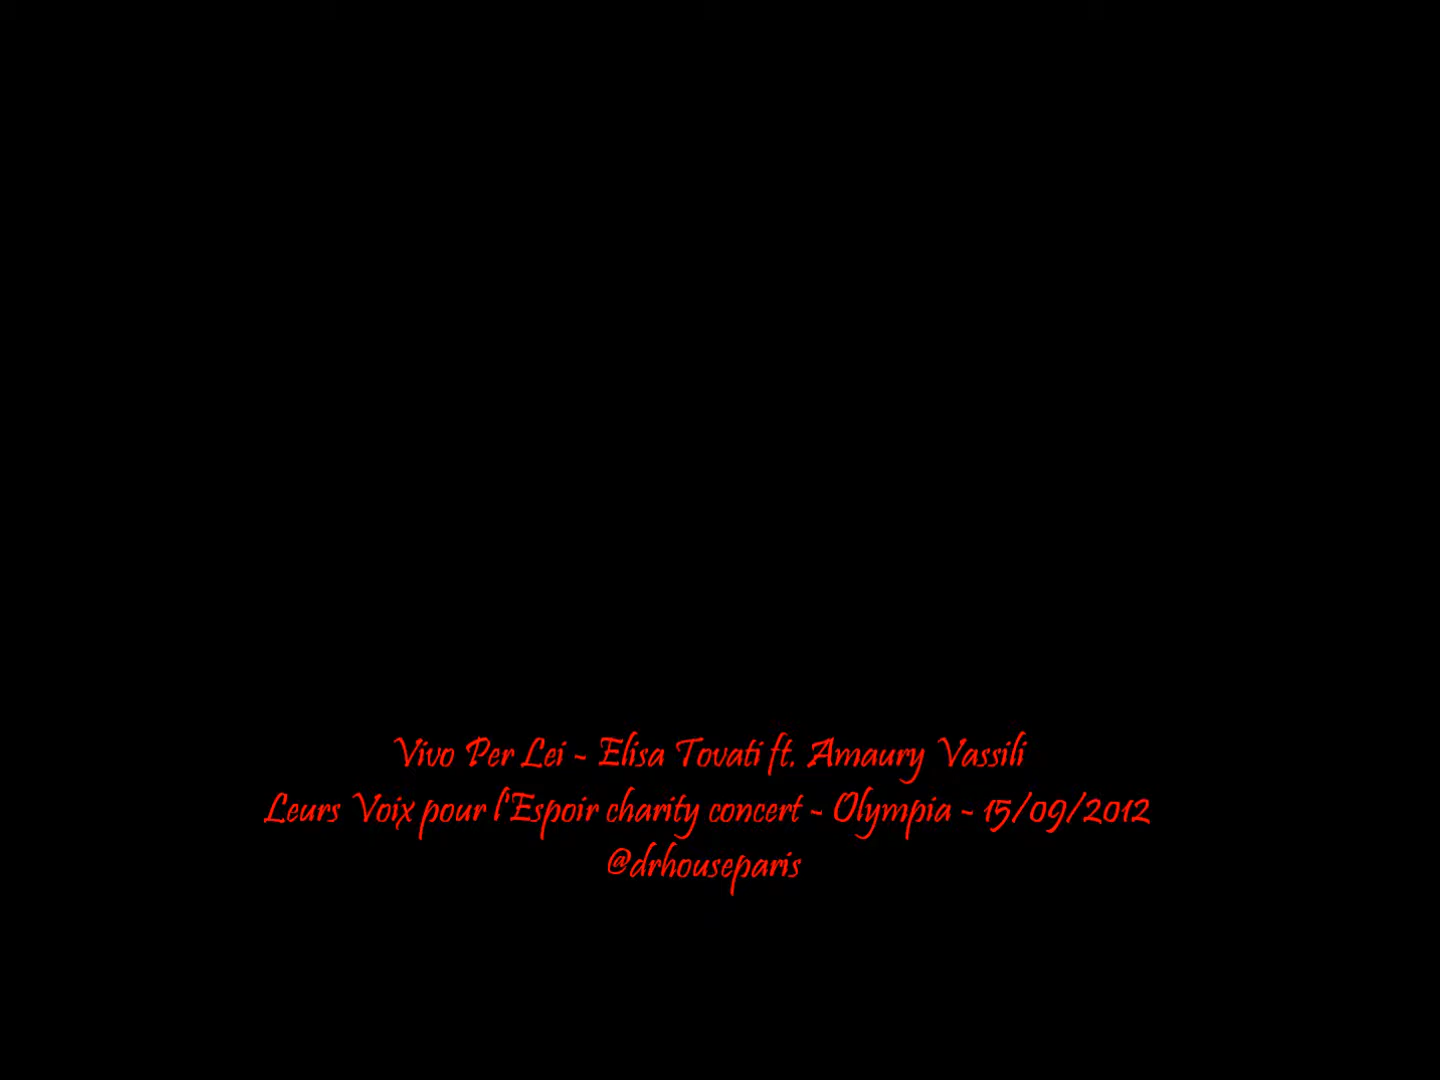 Vivo Per Lei - Elisa Tovati ft. Amaury Vassili
Leurs Voix pour l'Espoir charity concert - Olympia - 15/09/2012
@drhouseparis